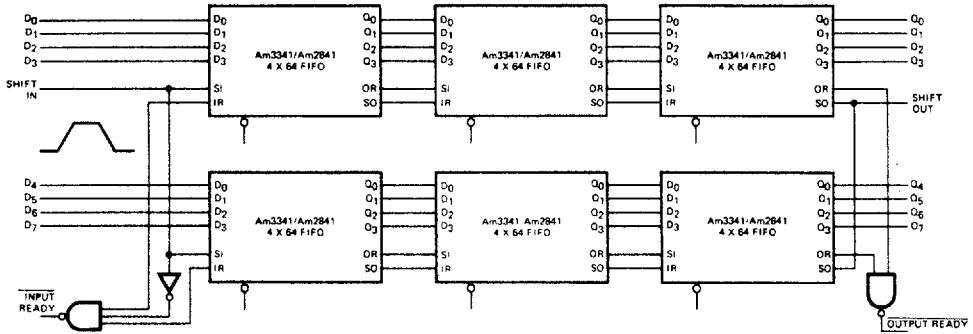 D0 D0 Q0 D0 Q0 D0 Q0 Q0
D1 D1 Q1 D1 Q1 D1 Q1 Q1
D2 D2 Q2 D2 Q2 D2 Q2 Q2
D3 D3 Q3 D3 Q3 D3 Q3 Q3
Am3341/Am2841 Am3341/Am2841 Am3341/Am2841
4 X 64 FIFO 4 X 64 FIFO 4 X 64 FIFO
SHIFT IN SI OR SI OR SI OR
IR SO IR SO IR SO SHIFT OUT
D4 D0 Q0 D0 Q0 D0 Q0 Q4
D5 D1 Q1 D1 Q1 D1 Q1 Q5
D6 D2 Q2 D2 Q2 D2 Q2 Q6
D7 D3 Q3 D3 Q3 D3 Q3 Q7
Am3341/Am2841 Am3341 Am2841 Am3341/Am2841
4 X 64 FIFO 4 X 64 FIFO 4 X 64 FIFO
SI OR SI OR SI OR
IR SO IR SO IR SO
INPUT READY
OUTPUT READY